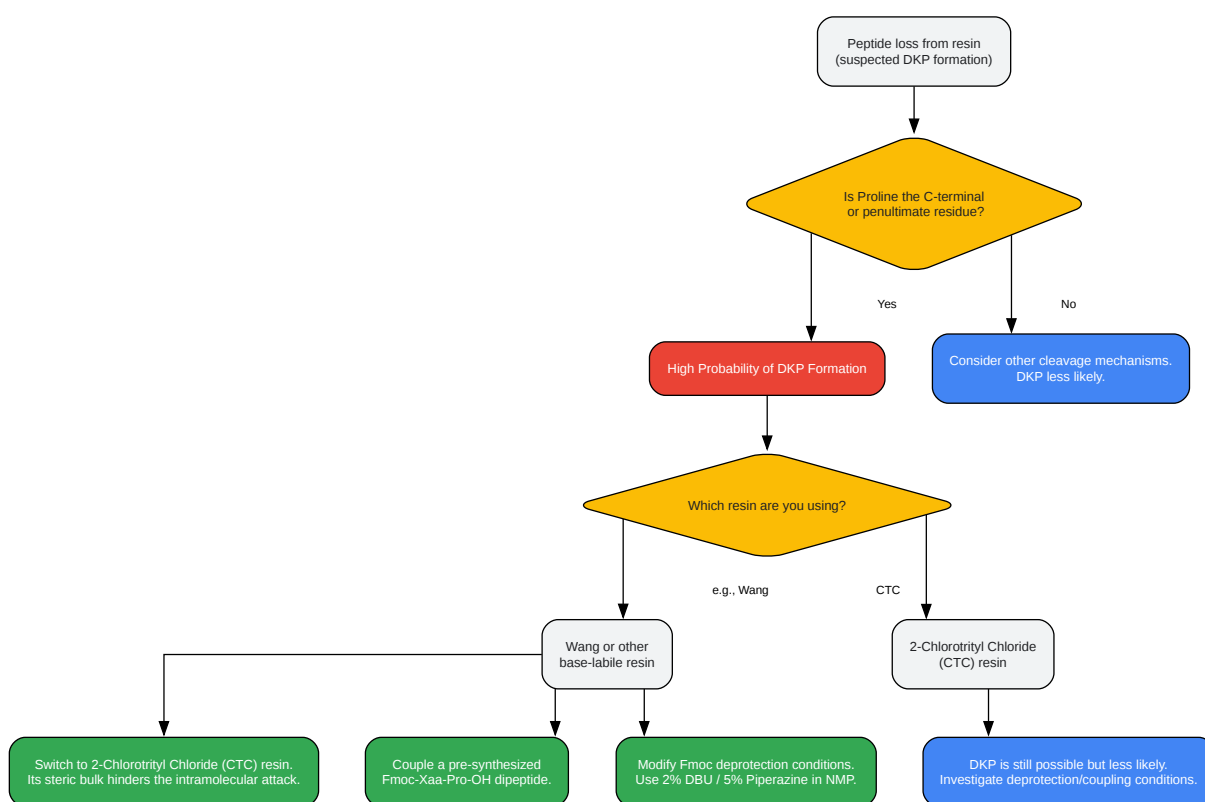 Peptide loss from resin
(suspected DKP formation)
Is Proline the C-terminal
or penultimate residue?
Yes
No
High Probability of DKP Formation
Consider other cleavage mechanisms.
DKP less likely.
Which resin are you using?
e.g., Wang
CTC
Wang or other
base-labile resin
2-Chlorotrityl Chloride
(CTC) resin
Switch to 2-Chlorotrityl Chloride (CTC) resin.
Its steric bulk hinders the intramolecular attack.
Couple a pre-synthesized
Fmoc-Xaa-Pro-OH dipeptide.
Modify Fmoc deprotection conditions.
Use 2% DBU / 5% Piperazine in NMP.
DKP is still possible but less likely.
Investigate deprotection/coupling conditions.